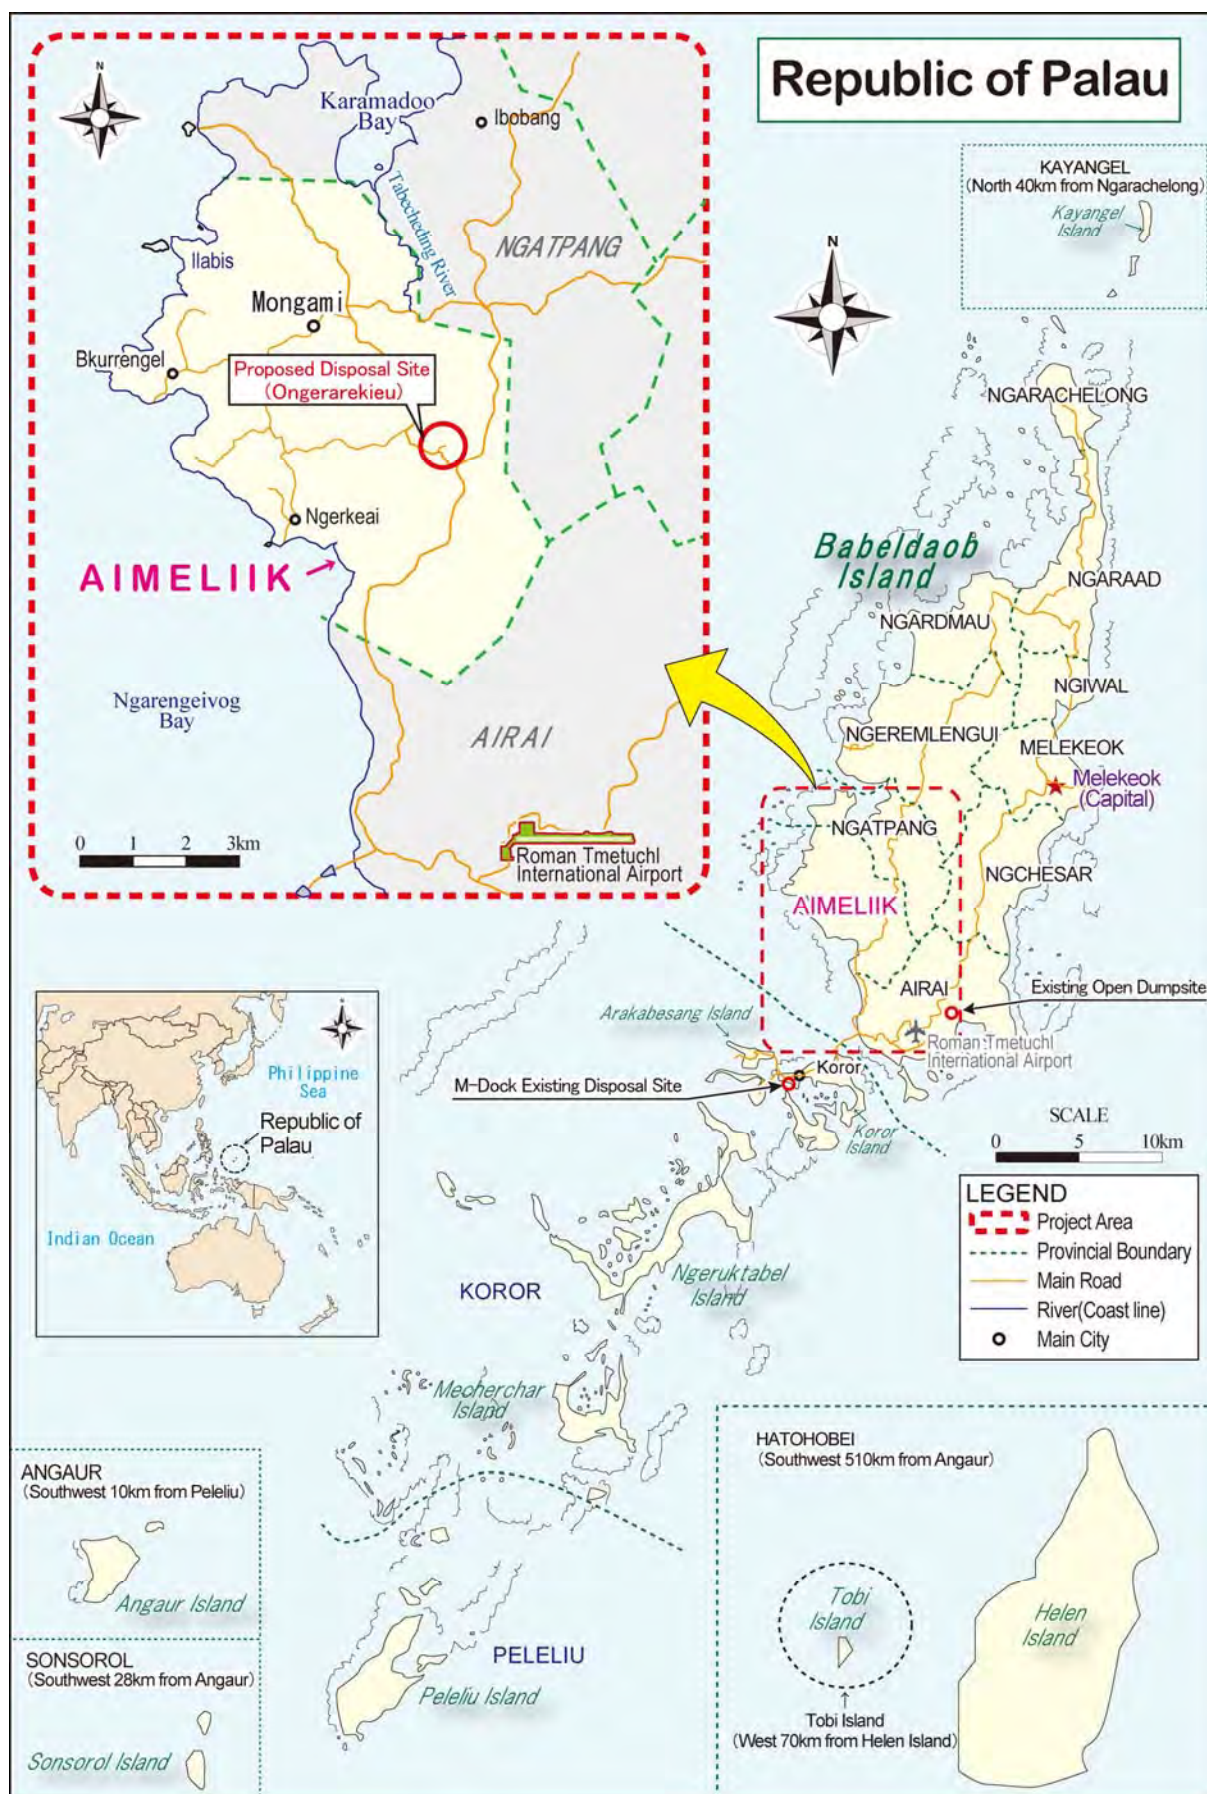 Republic of Palau
N
Karamadoo
Bay
Ibobang
Tabecheding River
NGATPANG
Ilabis
Mongami
Bkurrengel
Proposed Disposal Site
(Ongerarekieu)
Ngerkeai
AIMELIIK
Ngarengeivog
Bay
AIRAI
0 1 2 3km
Roman Tmetuchl
International Airport
KAYANGEL
(North 40km from Ngarachelong)
Kayangel
Island
N
NGARACHELONG
Babeldaob
Island
NGARAAD
NGARDMAU
NGIWAL
NGEREMLENGUI
MELEKEOK
Melekeok
(Capital)
NGATPANG
NGCHESAR
AIMELIIK
AIRAI
Existing Open Dumpsite
Roman Tmetuchl
International Airport
Arakabesang Island
Koror
M-Dock Existing Disposal Site
Koror
Island
SCALE
0 5 10km
LEGEND
Project Area
Provincial Boundary
Main Road
River(Coast line)
Main City
Philippine
Sea
Republic of
Palau
Indian Ocean
KOROR
Ngeruktabel
Island
Mecherchar
Island
PELELIU
Peleliu Island
ANGAUR
(Southwest 10km from Peleliu)
Angaur Island
SONSOROL
(Southwest 28km from Angaur)
Sonsorol Island
HATOHOBEI
(Southwest 510km from Angaur)
Tobi
Island
Helen
Island
Tobi Island
(West 70km from Helen Island)